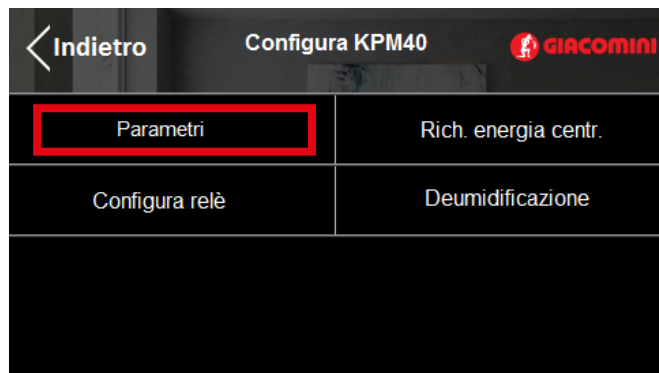 Indietro Configura KPM40 GIACOMINI
Parametri Rich. energia centr.
Configura relè Deumidificazione